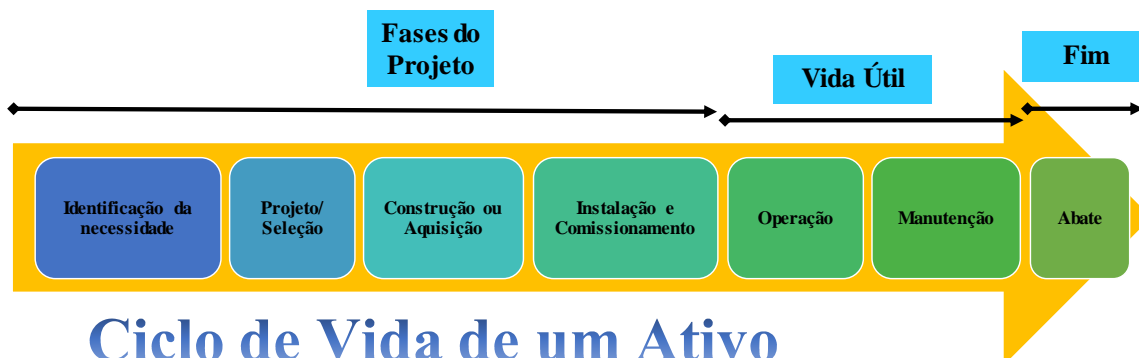 Fases do
Projeto
Vida Útil
Fim
Identificação da
necessidade
Projeto/
Seleção
Construção ou
Aquisição
Instalação e
Comissionamento
Operação
Manutenção
Abate
Ciclo de Vida de um Ativo